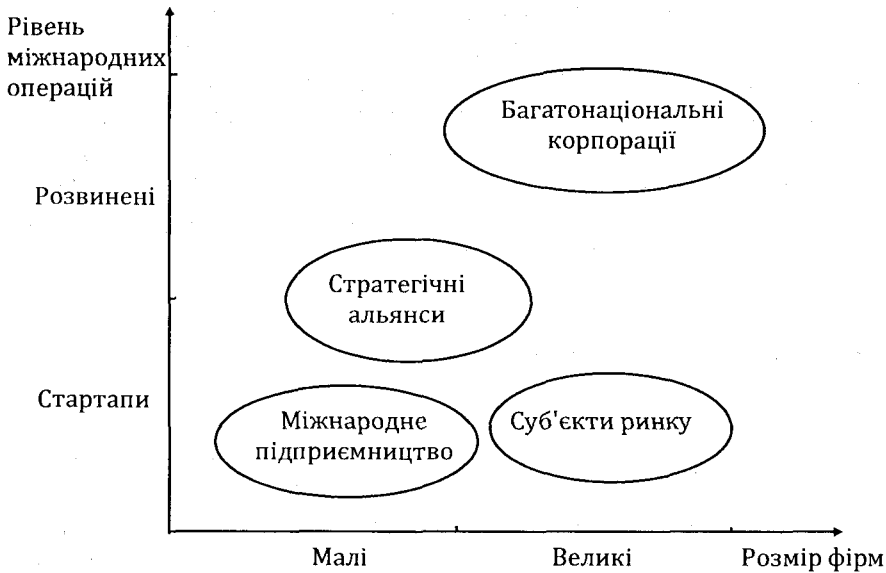 Рівень
міжнародних
операцій
Багатонаціональні
корпорації
Розвинені
Стратегічні
альянси
Стартапи
Міжнародне
підприємництво
Суб'єкти ринку
Малі
Великі
Розмір фірм